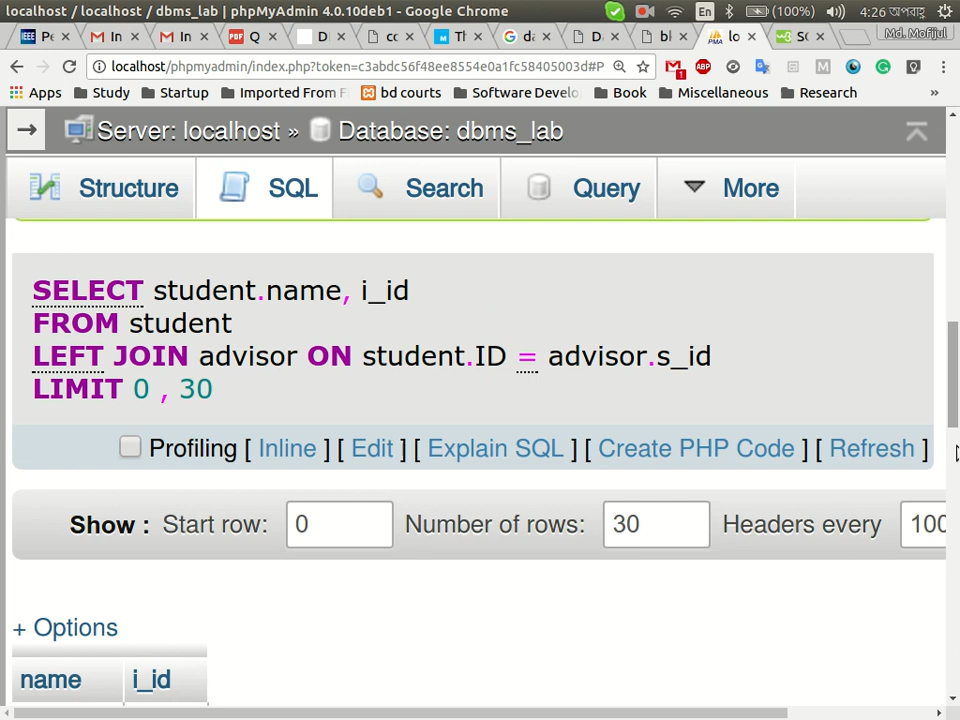 localhost / localhost / dbms_lab | phpMyAdmin 4.0.10deb1 - Google Chrome
En
(100%)
4:26 অপরাহ্ণ
Md. Mofijul
localhost/phpmyadmin/index.php?token=c3abdc56f48ee8554e0a1fc58405003d#P
Apps
Study
Startup
Imported From F
bd courts
Software Develo
Book
Miscellaneous
Research
»
Server: localhost » Database: dbms_lab
Structure
SQL
Search
Query
More
SELECT student.name, i_id
FROM student
LEFT JOIN advisor ON student.ID = advisor.s_id
LIMIT 0 , 30
Profiling [ Inline ] [ Edit ] [ Explain SQL ] [ Create PHP Code ] [ Refresh ]
Show : Start row: 0 Number of rows: 30 Headers every 100
+ Options
name i_id